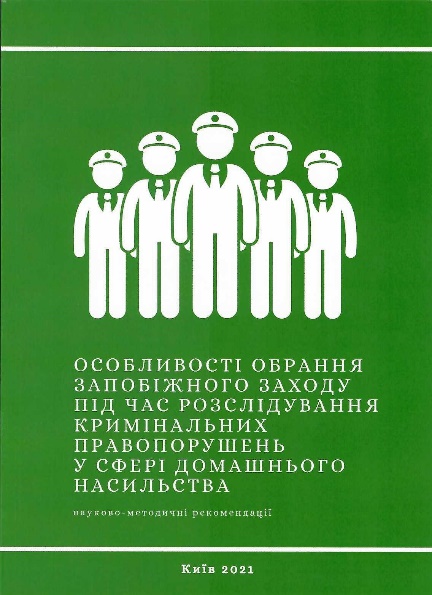 ОСОБЛИВОСТІ ОБРАННЯ
ЗАПОБІЖНОГО ЗАХОДУ
ПІД ЧАС РОЗСЛІДУВАННЯ
КРИМІНАЛЬНИХ
ПРАВОПОРУШЕНЬ
У СФЕРІ ДОМАШНЬОГО
НАСИЛЬСТВА
науково-методичні рекомендації
Київ 2021